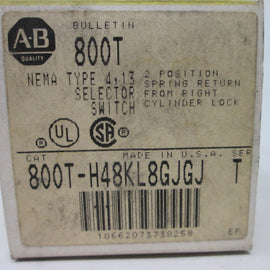 BULLETIN
A-B
QUALITY
800T
NEMA TYPE 4,13 2 POSITION
SELECTOR SPRING RETURN
SWITCH FROM RIGHT
CYLINDER LOCK
UL
SA
CAT MADE IN U.S.A. SER
800T-H48KL8GJGJ T
10662073738258 EP